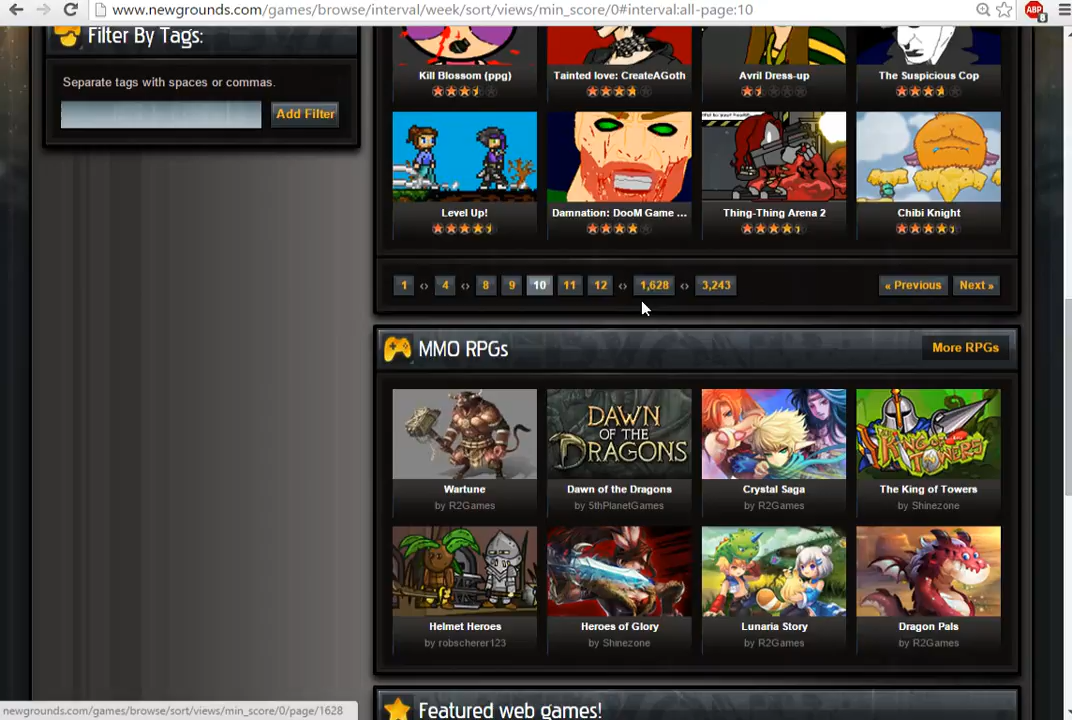 www.newgrounds.com/games/browse/interval/week/sort/views/min_score/0#interval:all-page:10
ABP
8
Filter By Tags:
Separate tags with spaces or commas.
Add Filter
Kill Blossom (ppg)
Tainted love: CreateAGoth
Avril Dress-up
The Suspicious Cop
Level Up!
Damnation: DooM Game ...
Thing-Thing Arena 2
Chibi Knight
1 <> 4 <> 8 9 10 11 12 <> 1,628 <> 3,243
« Previous Next »
MMO RPGs
More RPGs
DAWN OF THE DRAGONS
KING OF TOWERS
Wartune
Dawn of the Dragons
Crystal Saga
The King of Towers
by R2Games
by 5thPlanetGames
by R2Games
by Shinezone
Helmet Heroes
Heroes of Glory
Lunaria Story
Dragon Pals
by robscherer123
by Shinezone
by R2Games
by R2Games
Featured web games!
newgrounds.com/games/browse/sort/views/min_score/0/page/1628